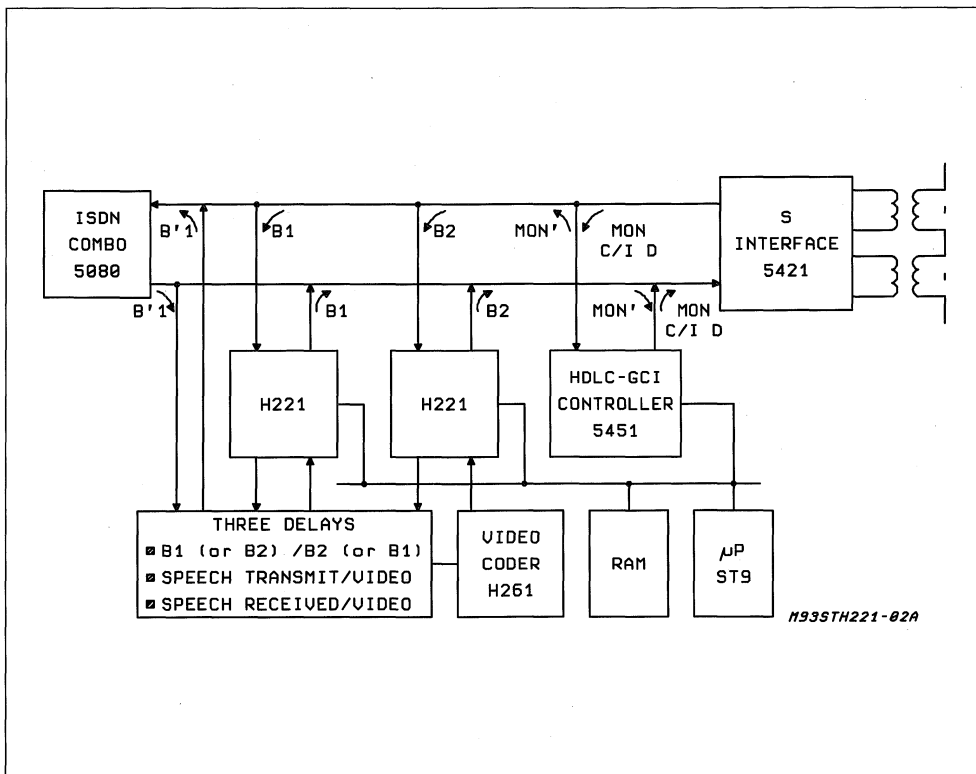 ISDN
COMBO
5080
B'1
B1
B2
MON'
MON
C/I D
S
INTERFACE
5421
B'1
B1
B2
MON'
MON
C/I D
H221
H221
HDLC-GCI
CONTROLLER
5451
THREE DELAYS
B1 (or B2) /B2 (or B1)
SPEECH TRANSMIT/VIDEO
SPEECH RECEIVED/VIDEO
VIDEO
CODER
H261
RAM
µP
ST9
M93STH221-02A